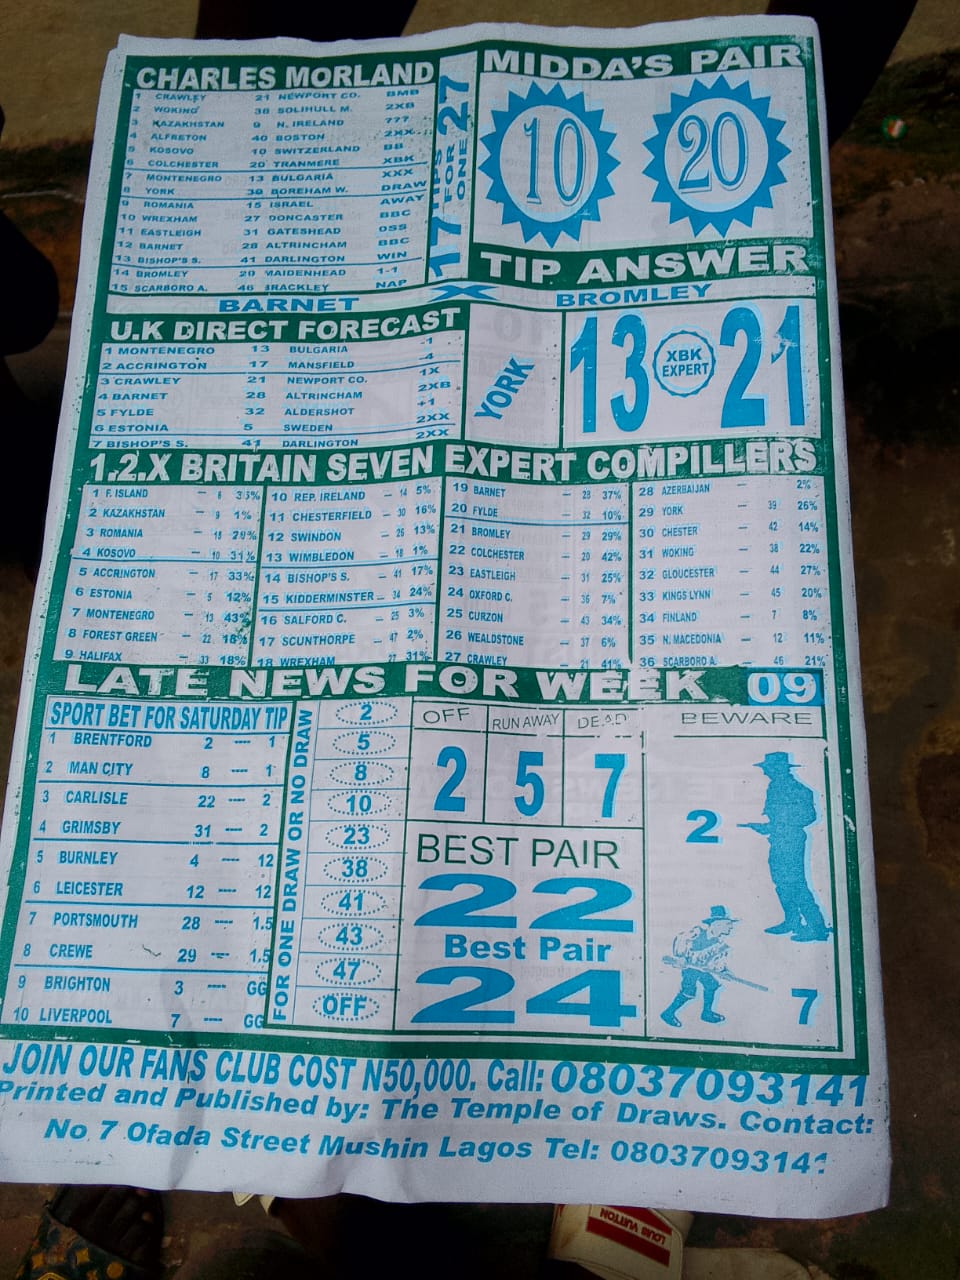 CHARLES MORLAND
1 CRAWLEY 21 NEWPORT CO. BMB
2 WOKING 38 SOLIHULL M. 2XB
3 KAZAKHSTAN 9 N. IRELAND ???
4 ALFRETON 40 BOSTON 2XX
5 KOSOVO 10 SWITZERLAND BB
6 COLCHESTER 20 TRANMERE XBK
7 MONTENEGRO 13 BULGARIA XXX
8 YORK 39 BOREHAM W. DRAW
9 ROMANIA 15 ISRAEL AWAY
10 WREXHAM 27 DONCASTER BBC
11 EASTLEIGH 31 GATESHEAD OSS
12 BARNET 28 ALTRINCHAM BBC
13 BISHOP'S S. 41 DARLINGTON WIN
14 BROMLEY 29 MAIDENHEAD 1-1
15 SCARBORO A. 46 BRACKLEY NAP
17 TIPS FOR ONE 27
MIDDA'S PAIR
10 20
TIP ANSWER
BARNET X BROMLEY
U.K DIRECT FORECAST
1 MONTENEGRO 13 BULGARIA -1
2 ACCRINGTON 17 MANSFIELD -4
3 CRAWLEY 21 NEWPORT CO. 1X
4 BARNET 28 ALTRINCHAM 2XB
5 FYLDE 32 ALDERSHOT +1
6 ESTONIA 5 SWEDEN 2XX
7 BISHOP'S S. 41 DARLINGTON 2XX
YORK
13 XBK EXPERT 21
1.2.X BRITAIN SEVEN EXPERT COMPILLERS
1 F. ISLAND – 6 35%
2 KAZAKHSTAN – 9 1%
3 ROMANIA – 15 29%
4 KOSOVO – 10 31%
5 ACCRINGTON – 17 33%
6 ESTONIA – 5 12%
7 MONTENEGRO – 13 43%
8 FOREST GREEN – 22 16%
9 HALIFAX – 33 18%
10 REP. IRELAND – 14 5%
11 CHESTERFIELD – 30 16%
12 SWINDON – 26 13%
13 WIMBLEDON – 18 1%
14 BISHOP'S S. – 41 17%
15 KIDDERMINSTER – 34 24%
16 SALFORD C. – 25 3%
17 SCUNTHORPE – 47 2%
18 WREXHAM – 27 31%
19 BARNET – 28 37%
20 FYLDE – 32 10%
21 BROMLEY – 29 29%
22 COLCHESTER – 20 42%
23 EASTLEIGH – 31 25%
24 OXFORD C. – 36 7%
25 CURZON – 43 34%
26 WEALDSTONE – 37 6%
27 CRAWLEY – 21 41%
28 AZERBAIJAN 2%
29 YORK – 39 26%
30 CHESTER – 42 14%
31 WOKING – 38 22%
32 GLOUCESTER – 44 27%
33 KINGS LYNN – 45 20%
34 FINLAND – 7 8%
35 N. MACEDONIA – 12 11%
36 SCARBORO A. – 46 21%
LATE NEWS FOR WEEK 09
SPORT BET FOR SATURDAY TIP
1 BRENTFORD 2 ---- 1
2 MAN CITY 8 ---- 1
3 CARLISLE 22 ---- 2
4 GRIMSBY 31 ---- 2
5 BURNLEY 4 ---- 12
6 LEICESTER 12 ---- 12
7 PORTSMOUTH 28 ---- 1.5
8 CREWE 29 ---- 1.5
9 BRIGHTON 3 ---- GG
10 LIVERPOOL 7 ---- GG
FOR ONE DRAW OR NO DRAW
2
5
8
10
23
38
41
43
47
OFF
OFF RUN AWAY DEAD
2 5 7
BEST PAIR
22
Best Pair
24
BEWARE
2
7
JOIN OUR FANS CLUB COST N50,000. Call: 08037093141
Printed and Published by: The Temple of Draws. Contact:
No 7 Ofada Street Mushin Lagos Tel: 08037093141
LOUIS VUITTON